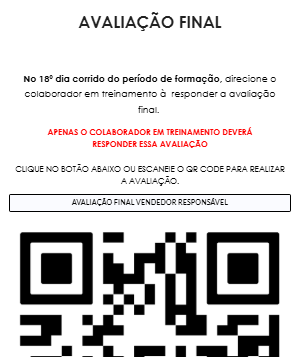 AVALIAÇÃO FINAL
No 18º dia corrido do período de formação, direcione o
colaborador em treinamento à responder a avaliação
final.
APENAS O COLABORADOR EM TREINAMENTO DEVERÁ
RESPONDER ESSA AVALIAÇÃO
CLIQUE NO BOTÃO ABAIXO OU ESCANEIE O QR CODE PARA REALIZAR
A AVALIAÇÃO.
AVALIAÇÃO FINAL VENDEDOR RESPONSÁVEL